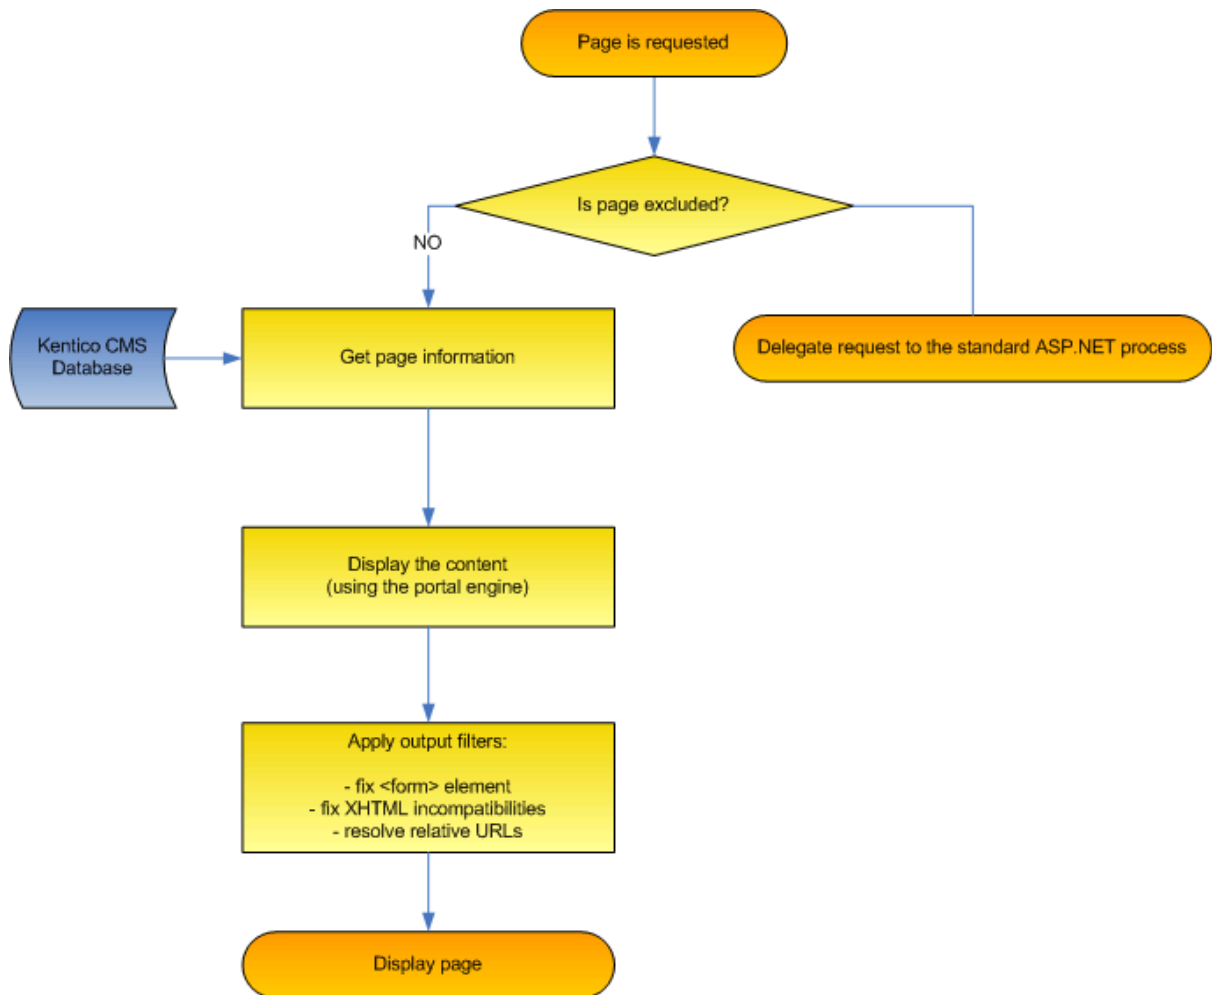 Page is requested
Is page excluded?
NO
Kentico CMS
Database
Get page information
Delegate request to the standard ASP.NET process
Display the content
(using the portal engine)
Apply output filters:
- fix <form> element
- fix XHTML incompatibilities
- resolve relative URLs
Display page